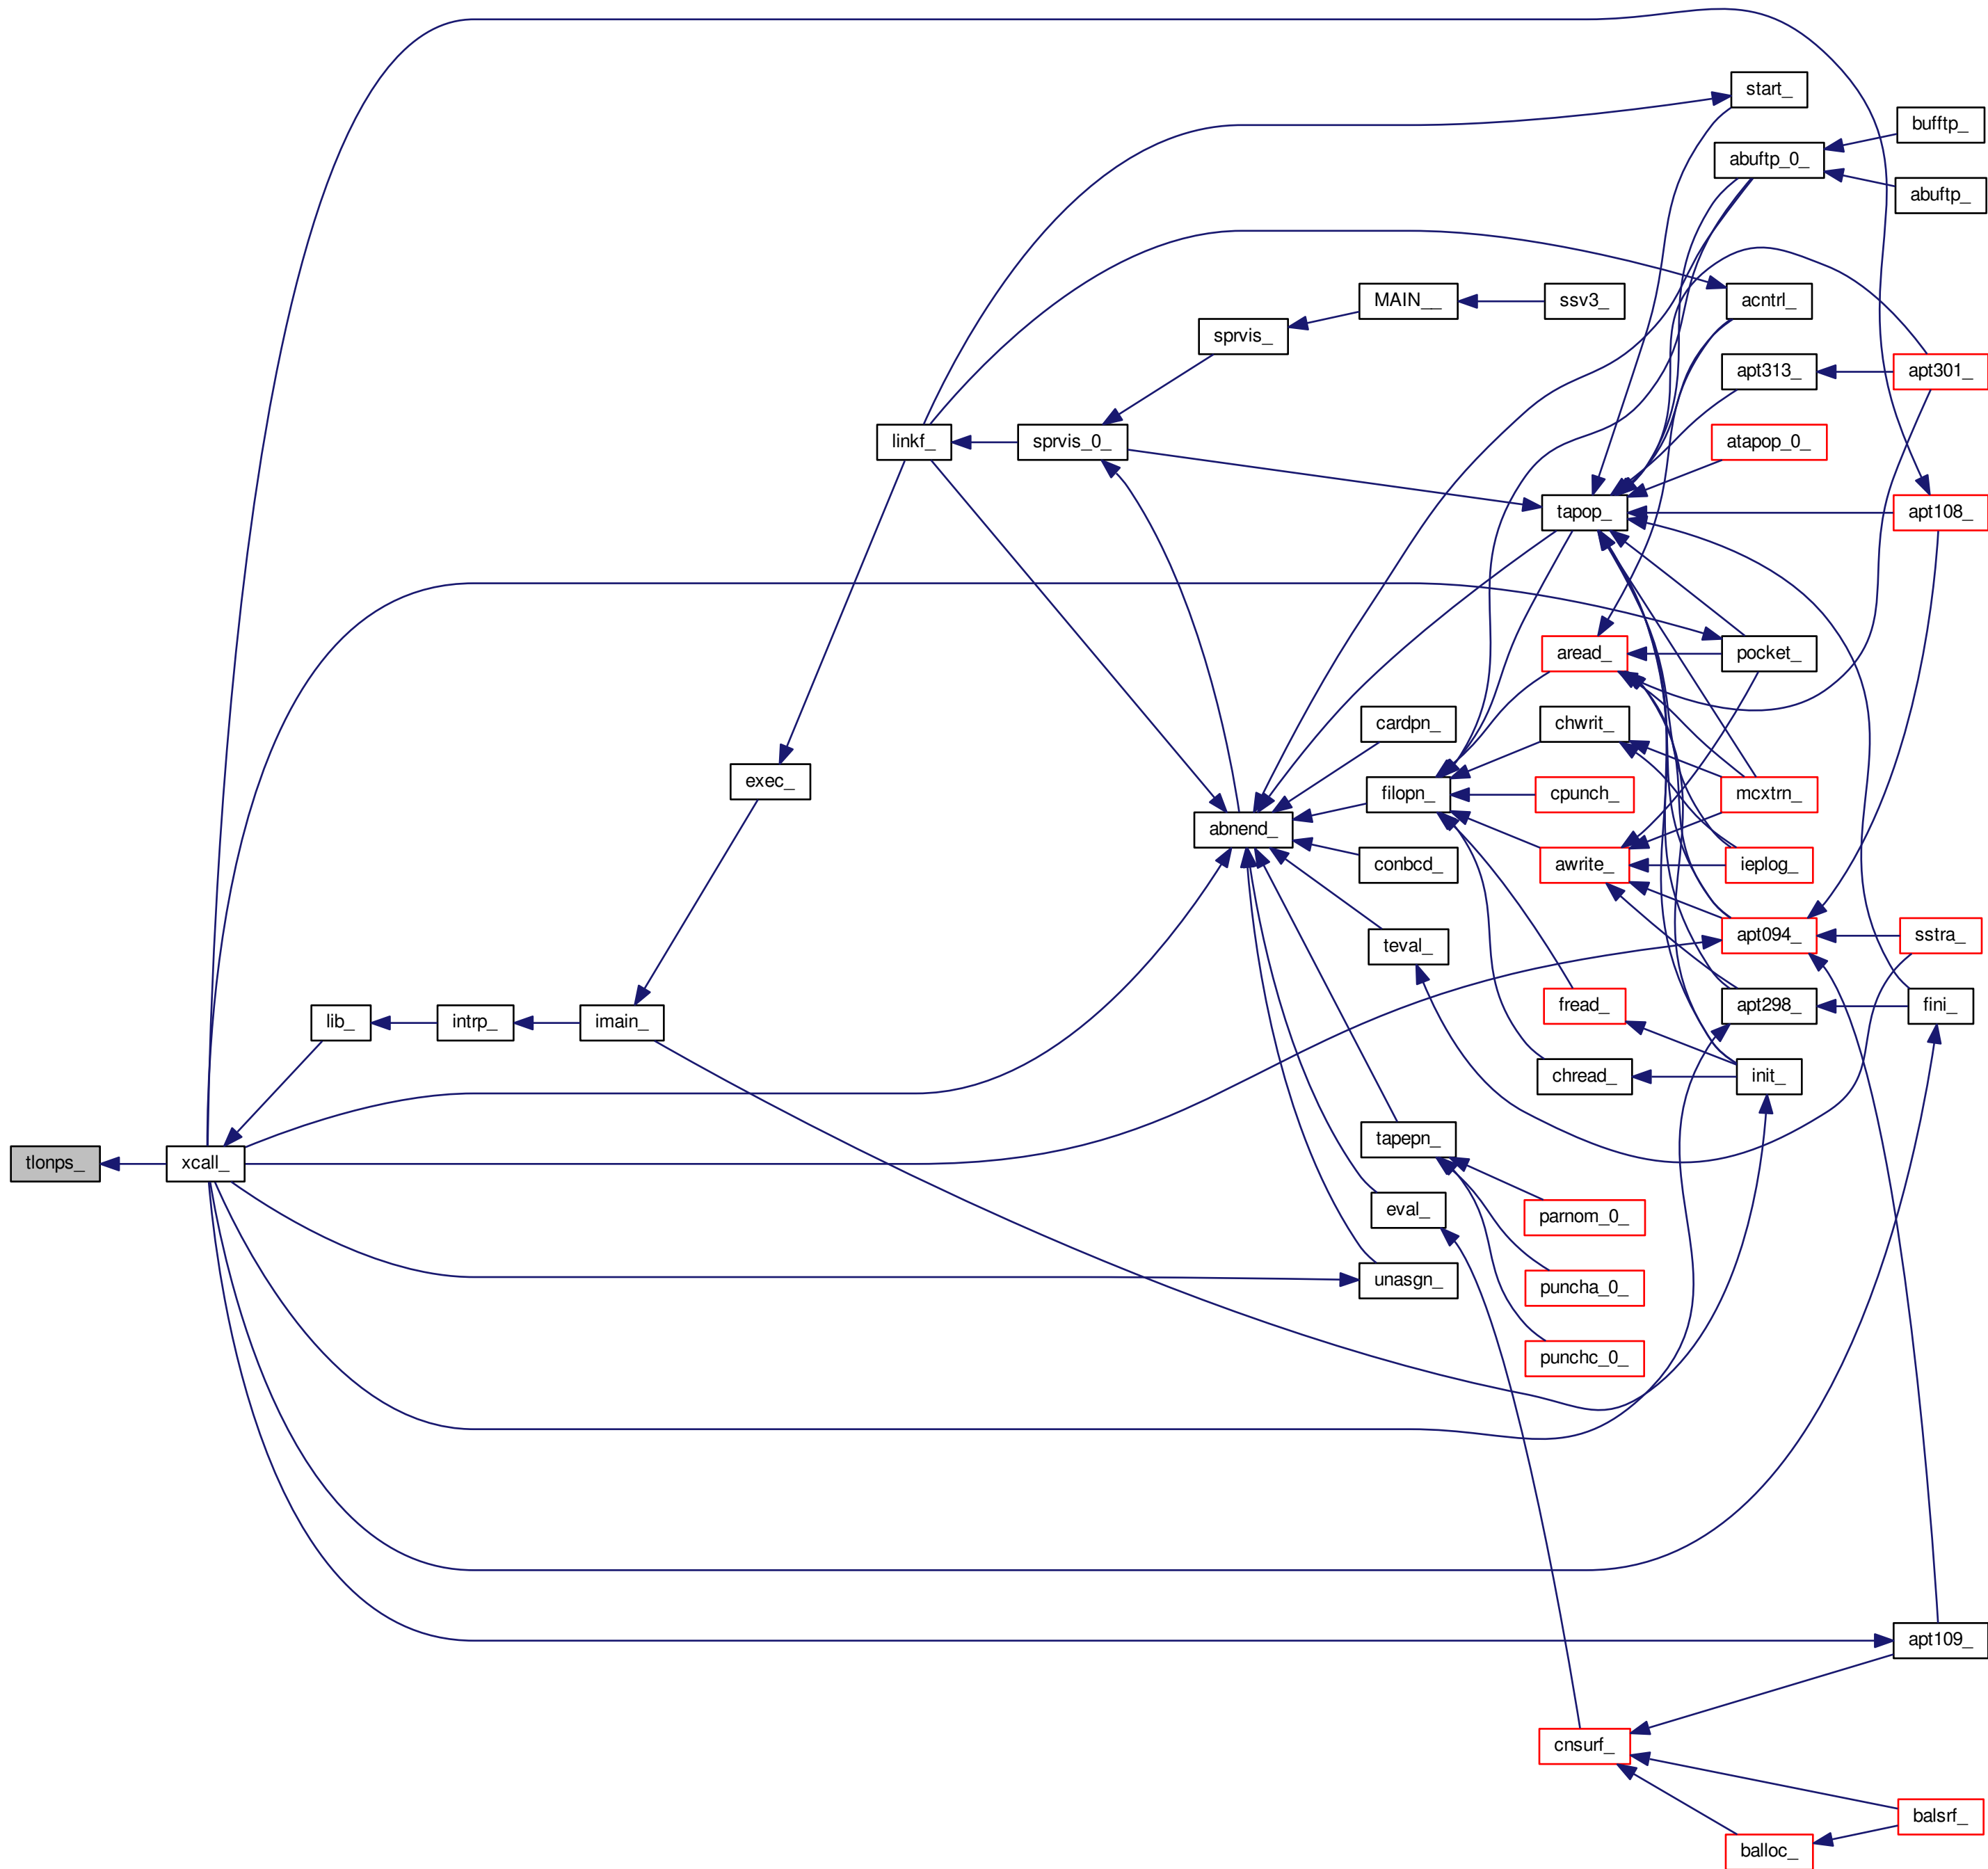 start_
bufftp_
abuftp_0_
abuftp_
MAIN__
ssv3_
acntrl_
sprvis_
apt313_
apt301_
linkf_
sprvis_0_
atapop_0_
tapop_
apt108_
aread_
pocket_
cardpn_
chwrit_
exec_
filopn_
cpunch_
mcxtrn_
abnend_
conbcd_
awrite_
ieplog_
teval_
apt094_
sstra_
lib_
intrp_
imain_
fread_
apt298_
fini_
chread_
init_
tlonps_
xcall_
tapepn_
eval_
parnom_0_
unasgn_
puncha_0_
punchc_0_
apt109_
cnsurf_
balsrf_
balloc_